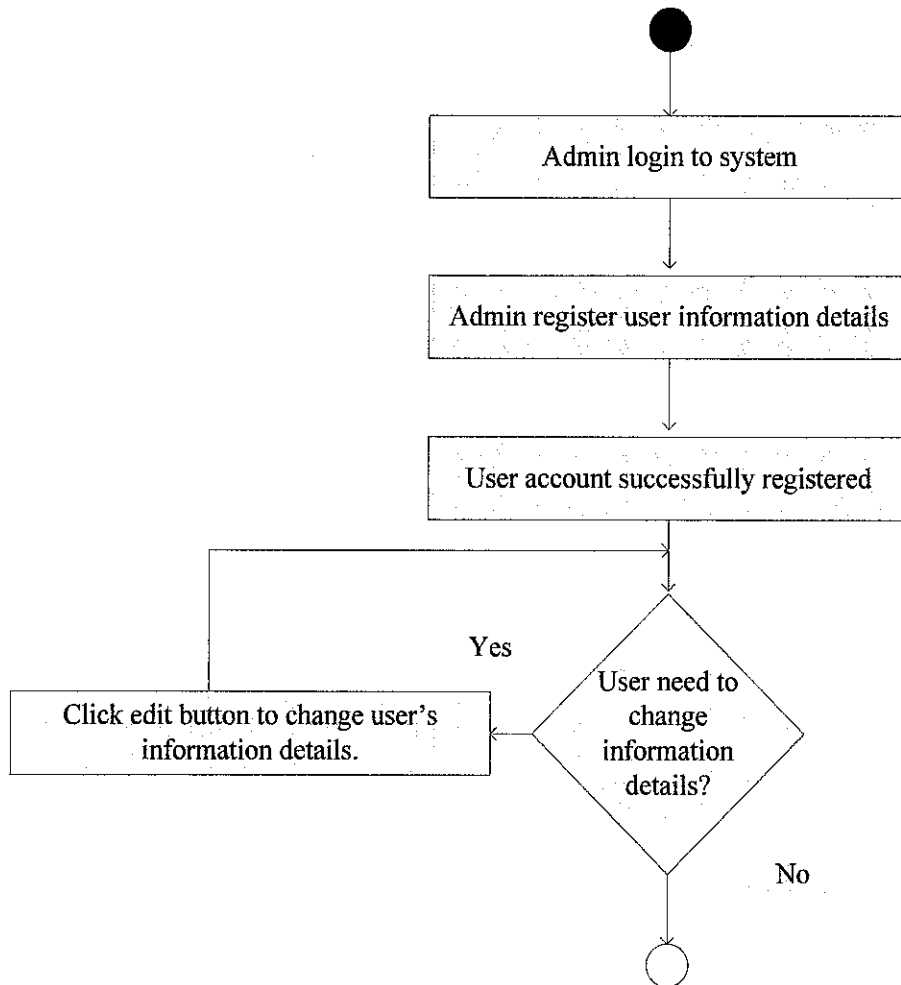 Admin login to system
Admin register user information details
User account successfully registered
Yes
User need to
change
information
details?
Click edit button to change user's
information details.
No